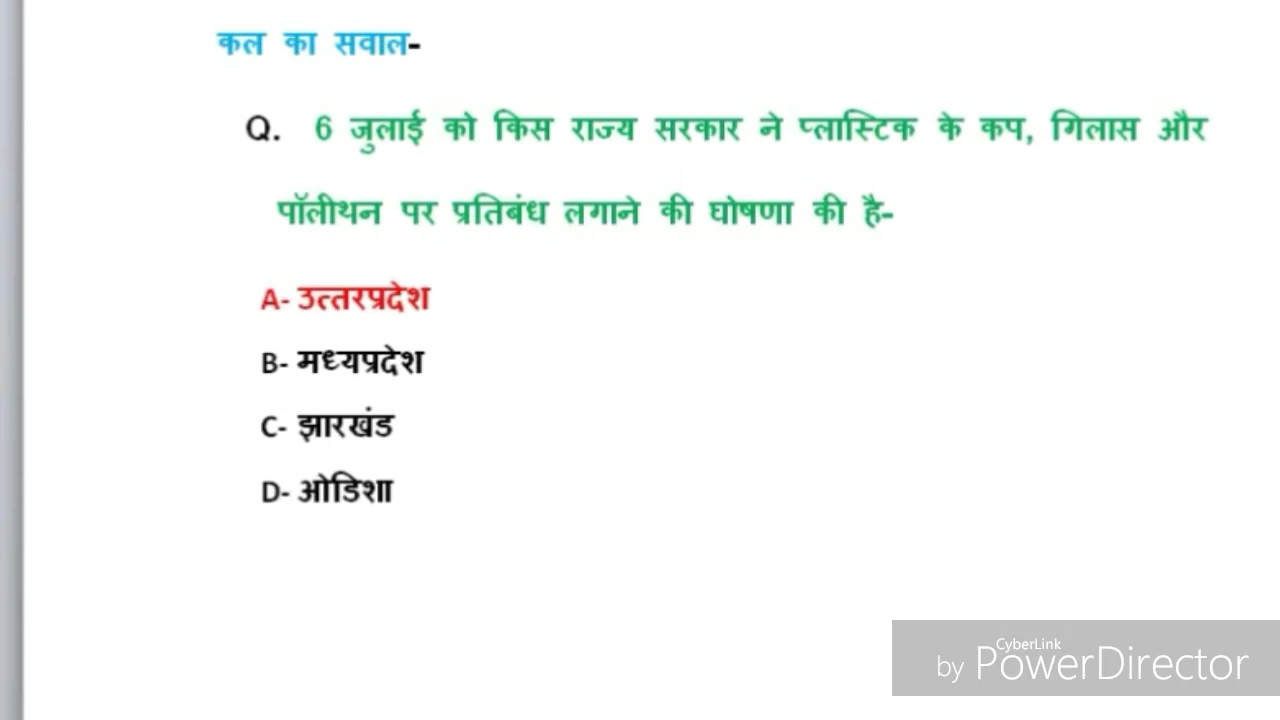 कल का सवाल-
Q. 6 जुलाई को किस राज्य सरकार ने प्लास्टिक के कप, गिलास और
पॉलीथन पर प्रतिबंध लगाने की घोषणा की है-
A- उत्तरप्रदेश
B- मध्यप्रदेश
C- झारखंड
D- ओडिशा
CyberLink
by PowerDirector